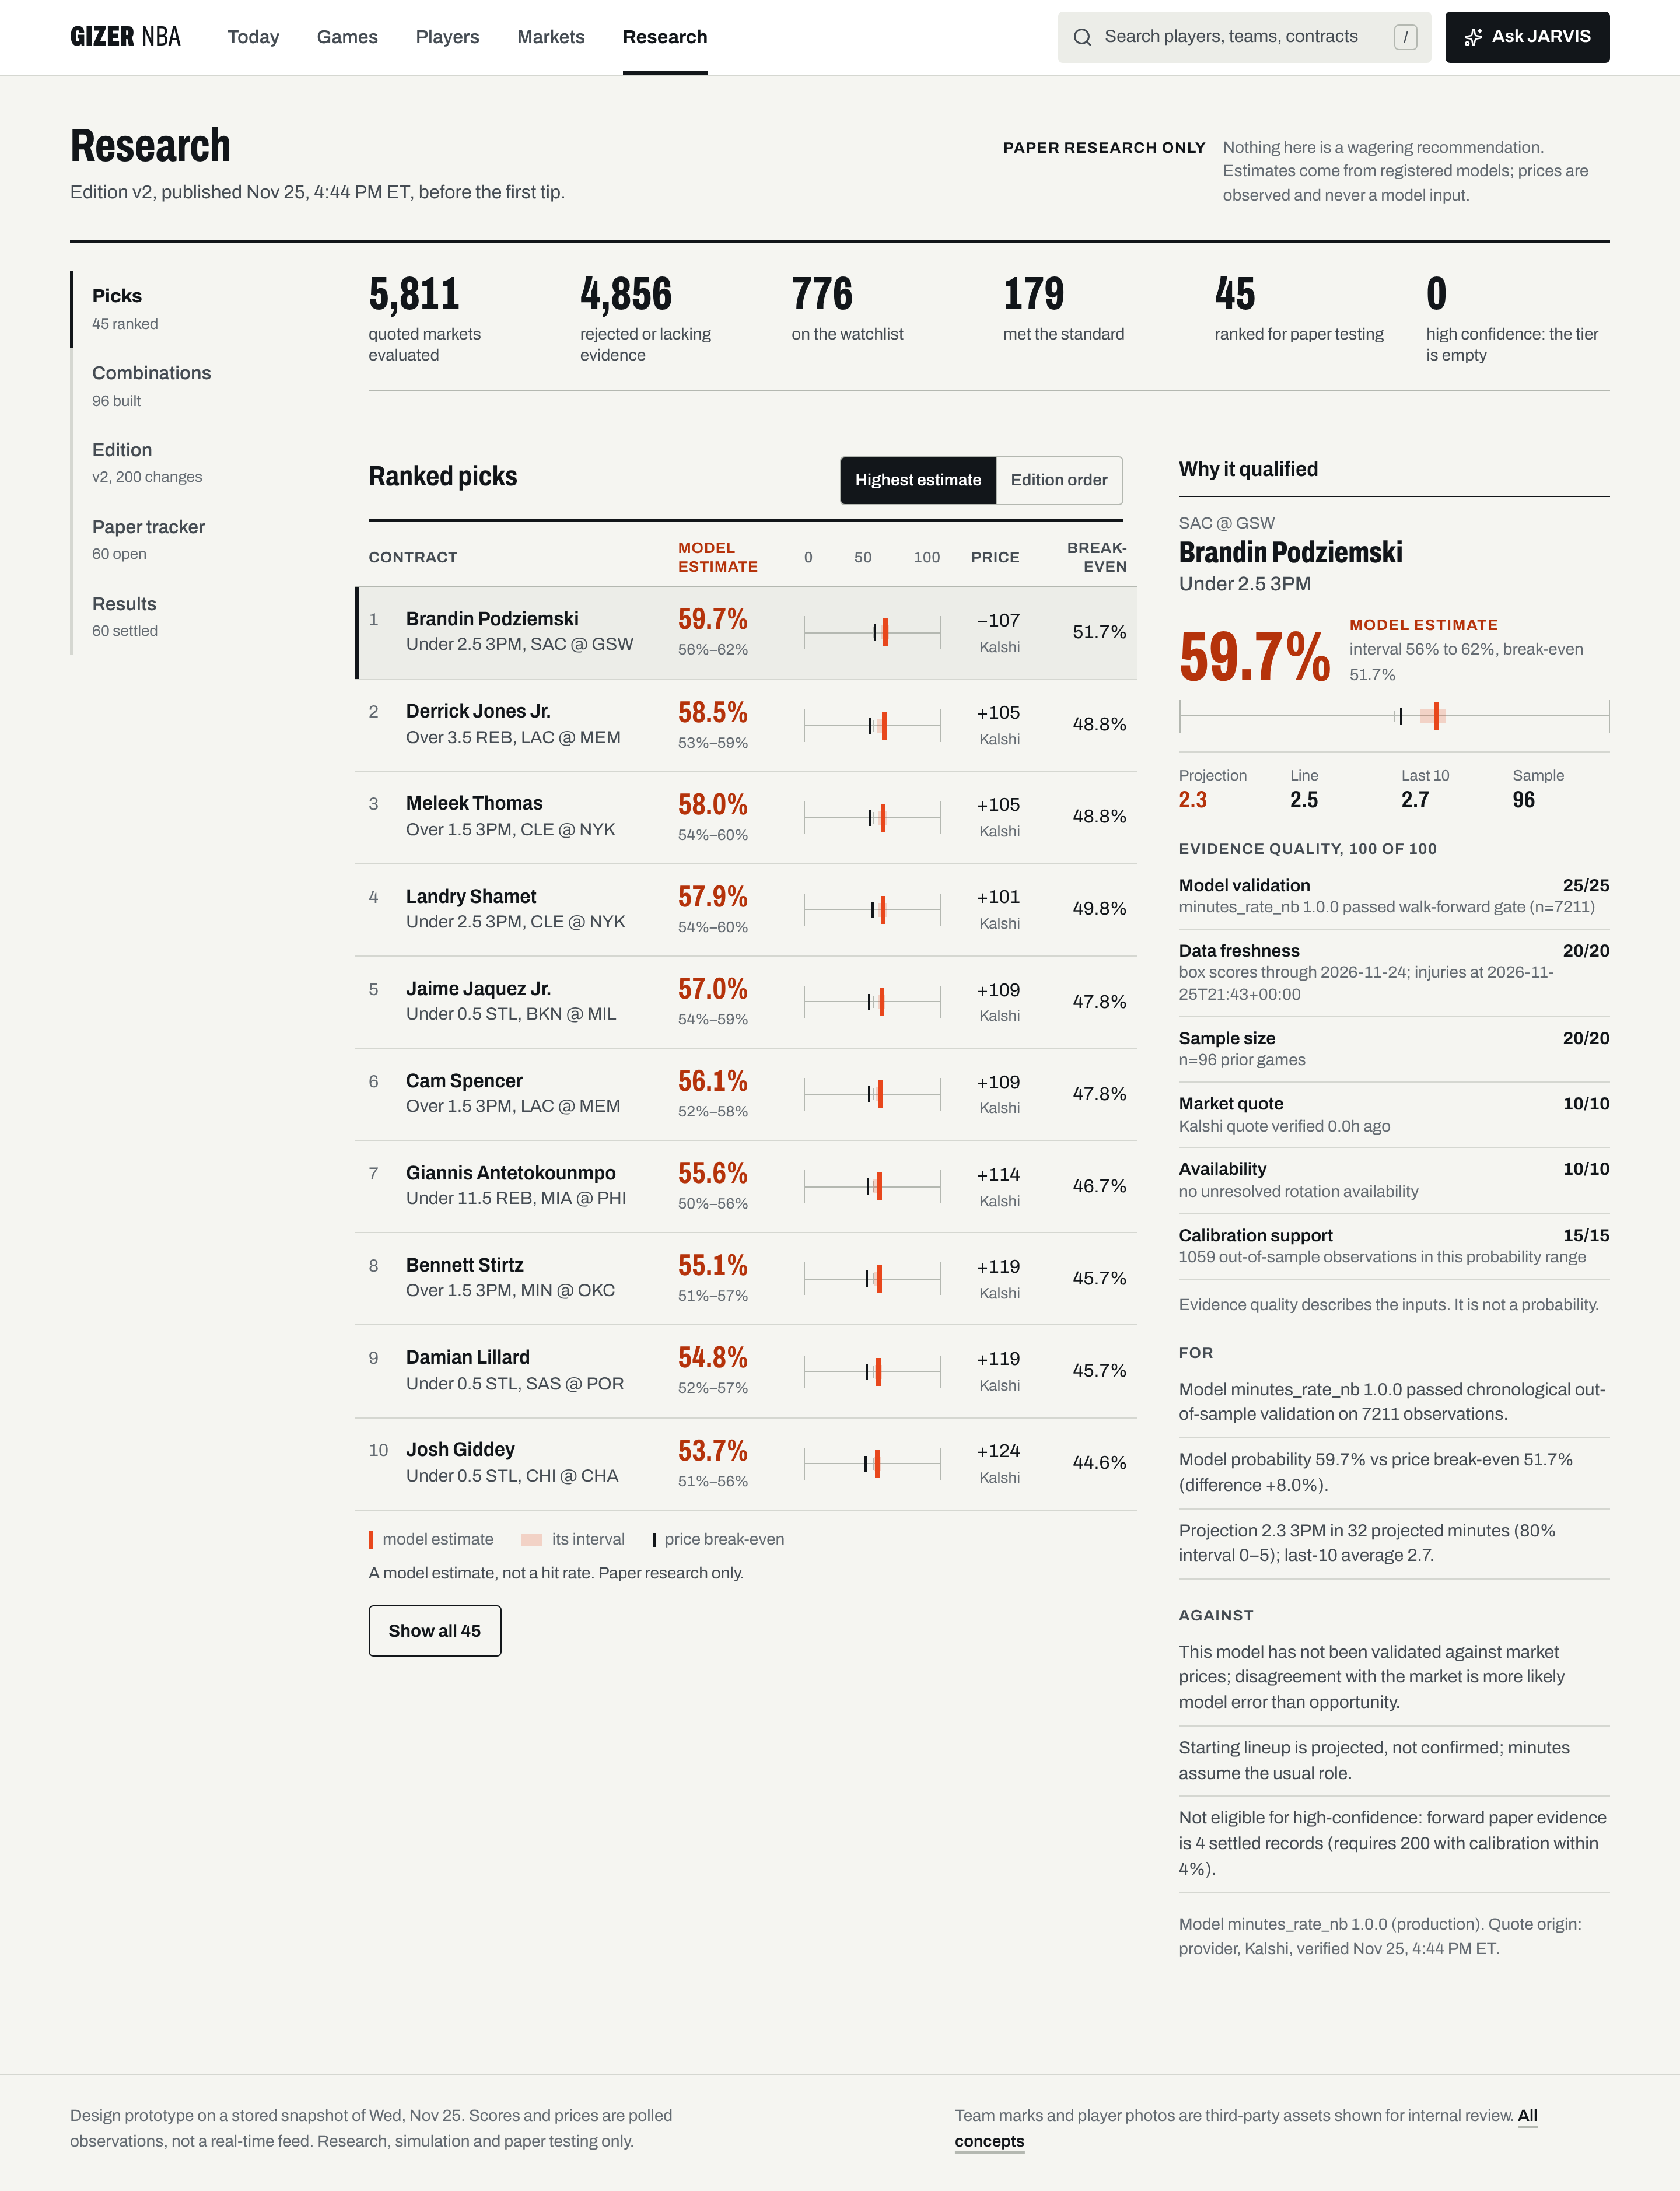 GIZER NBA
Today
Games
Players
Markets
Research
Search players, teams, contracts
/
Ask JARVIS
Research
Edition v2, published Nov 25, 4:44 PM ET, before the first tip.
PAPER RESEARCH ONLY
Nothing here is a wagering recommendation.
Estimates come from registered models; prices are
observed and never a model input.
Picks
45 ranked
Combinations
96 built
Edition
v2, 200 changes
Paper tracker
60 open
Results
60 settled
5,811
quoted markets
evaluated
4,856
rejected or lacking
evidence
776
on the watchlist
179
met the standard
45
ranked for paper testing
0
high confidence: the tier
is empty
Ranked picks
Highest estimate
Edition order
CONTRACT
MODEL
ESTIMATE
0 50 100
PRICE
BREAK-
EVEN
1
Brandin Podziemski
Under 2.5 3PM, SAC @ GSW
59.7%
56%–62%
−107
Kalshi
51.7%
2
Derrick Jones Jr.
Over 3.5 REB, LAC @ MEM
58.5%
53%–59%
+105
Kalshi
48.8%
3
Meleek Thomas
Over 1.5 3PM, CLE @ NYK
58.0%
54%–60%
+105
Kalshi
48.8%
4
Landry Shamet
Under 2.5 3PM, CLE @ NYK
57.9%
54%–60%
+101
Kalshi
49.8%
5
Jaime Jaquez Jr.
Under 0.5 STL, BKN @ MIL
57.0%
54%–59%
+109
Kalshi
47.8%
6
Cam Spencer
Over 1.5 3PM, LAC @ MEM
56.1%
52%–58%
+109
Kalshi
47.8%
7
Giannis Antetokounmpo
Under 11.5 REB, MIA @ PHI
55.6%
50%–56%
+114
Kalshi
46.7%
8
Bennett Stirtz
Over 1.5 3PM, MIN @ OKC
55.1%
51%–57%
+119
Kalshi
45.7%
9
Damian Lillard
Under 0.5 STL, SAS @ POR
54.8%
52%–57%
+119
Kalshi
45.7%
10
Josh Giddey
Under 0.5 STL, CHI @ CHA
53.7%
51%–56%
+124
Kalshi
44.6%
model estimate
its interval
price break-even
A model estimate, not a hit rate. Paper research only.
Show all 45
Why it qualified
SAC @ GSW
Brandin Podziemski
Under 2.5 3PM
59.7%
MODEL ESTIMATE
interval 56% to 62%, break-even
51.7%
Projection
2.3
Line
2.5
Last 10
2.7
Sample
96
EVIDENCE QUALITY, 100 OF 100
Model validation 25/25
minutes_rate_nb 1.0.0 passed walk-forward gate (n=7211)
Data freshness 20/20
box scores through 2026-11-24; injuries at 2026-11-
25T21:43+00:00
Sample size 20/20
n=96 prior games
Market quote 10/10
Kalshi quote verified 0.0h ago
Availability 10/10
no unresolved rotation availability
Calibration support 15/15
1059 out-of-sample observations in this probability range
Evidence quality describes the inputs. It is not a probability.
FOR
Model minutes_rate_nb 1.0.0 passed chronological out-
of-sample validation on 7211 observations.
Model probability 59.7% vs price break-even 51.7%
(difference +8.0%).
Projection 2.3 3PM in 32 projected minutes (80%
interval 0–5); last-10 average 2.7.
AGAINST
This model has not been validated against market
prices; disagreement with the market is more likely
model error than opportunity.
Starting lineup is projected, not confirmed; minutes
assume the usual role.
Not eligible for high-confidence: forward paper evidence
is 4 settled records (requires 200 with calibration within
4%).
Model minutes_rate_nb 1.0.0 (production). Quote origin:
provider, Kalshi, verified Nov 25, 4:44 PM ET.
Design prototype on a stored snapshot of Wed, Nov 25. Scores and prices are polled
observations, not a real-time feed. Research, simulation and paper testing only.
Team marks and player photos are third-party assets shown for internal review. All
concepts